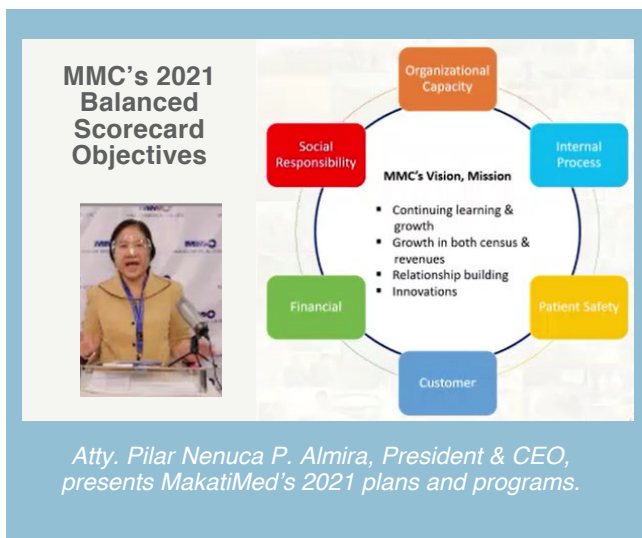 MMC's 2021
Balanced
Scorecard
Objectives
Organizational
Capacity
Social
Responsibility
Internal
Process
MMC's Vision, Mission
▪ Continuing learning &
growth
▪ Growth in both census &
revenues
▪ Relationship building
▪ Innovations
Financial
Patient Safety
Customer
Atty. Pilar Nenuca P. Almira, President & CEO,
presents MakatiMed's 2021 plans and programs.